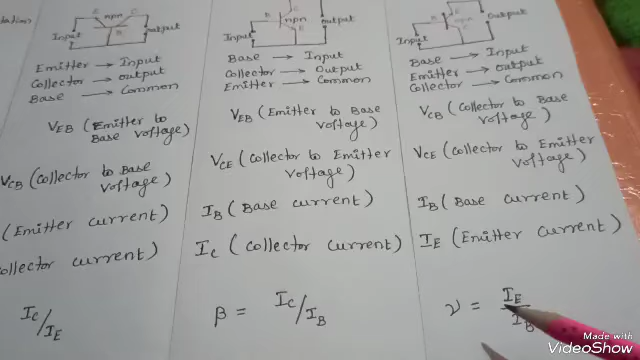 E C
npn
Input
output
B
Emitter → Input
Collector → output
Base → Common
VEB (Emitter to
Base voltage)
VCB (Collector to Base
Voltage)
(Emitter current)
ollector current)
IC/IE
C
B npn
Input
output
E
Base → Input
Collector → Output
Emitter → Common
VEB (Emitter to Base
voltage)
VCE (Collector to Emitter
Voltage)
IB (Base current)
IC (Collector current)
β = IC/IB
E
B npn
Input
Output
C
Base → Input
Emitter → output
Collector → Common
VCB (Collector to Base
Voltage)
VCE (Collector to Emitter
Voltage)
IB (Base current)
IE (Emitter current)
ν = IE
IB
Made with
VideoShow